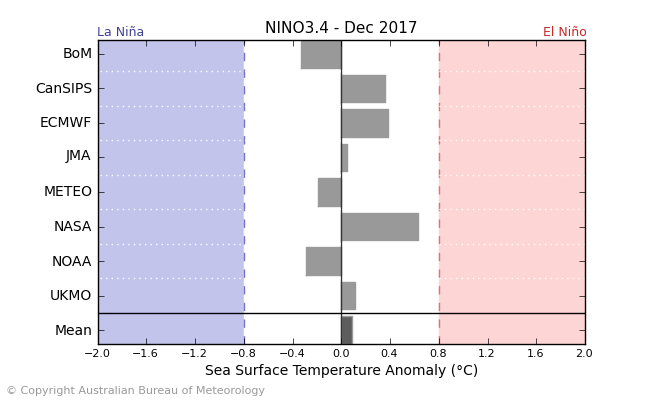 NINO3.4 - Dec 2017
La Niña
El Niño
BoM
CanSIPS
ECMWF
JMA
METEO
NASA
NOAA
UKMO
Mean
−2.0 −1.6 −1.2 −0.8 −0.4 0.0 0.4 0.8 1.2 1.6 2.0
Sea Surface Temperature Anomaly (°C)
© Copyright Australian Bureau of Meteorology